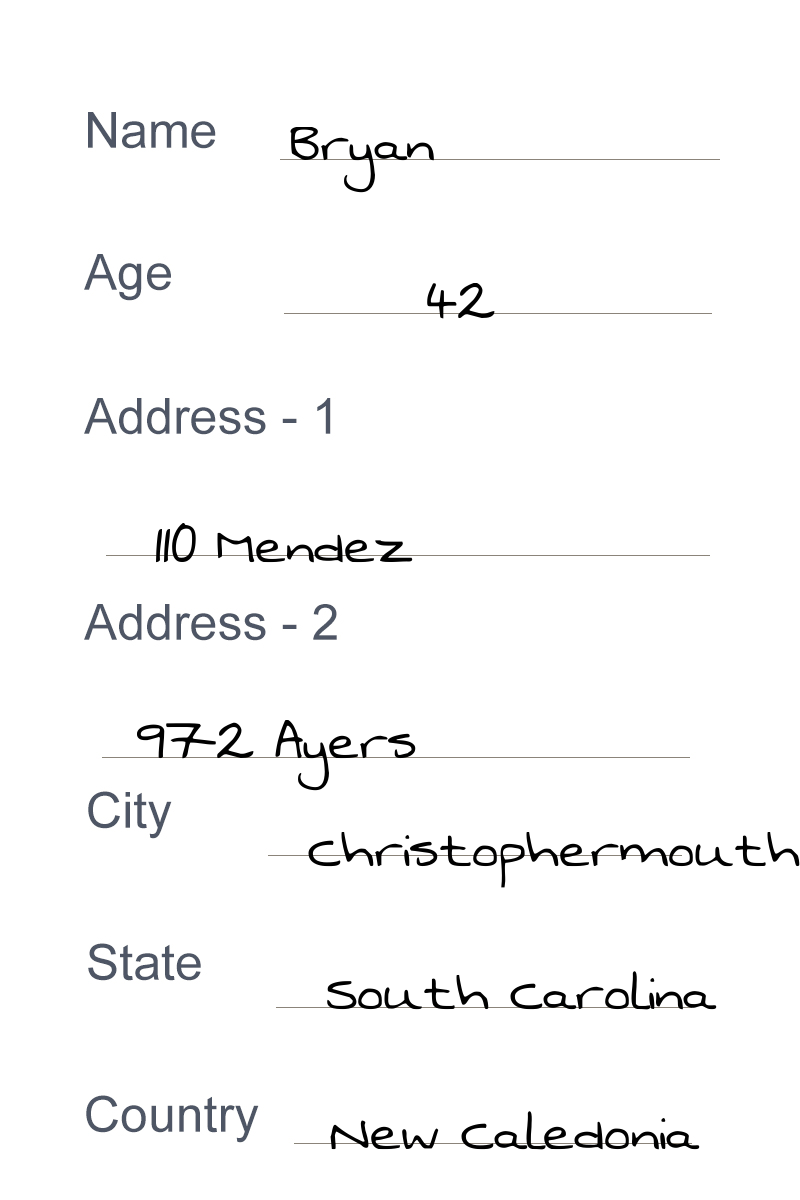 Name Bryan
Age 42
Address - 1
110 Mendez
Address - 2
972 Ayers
City Christophermouth
State South Carolina
Country New Caledonia